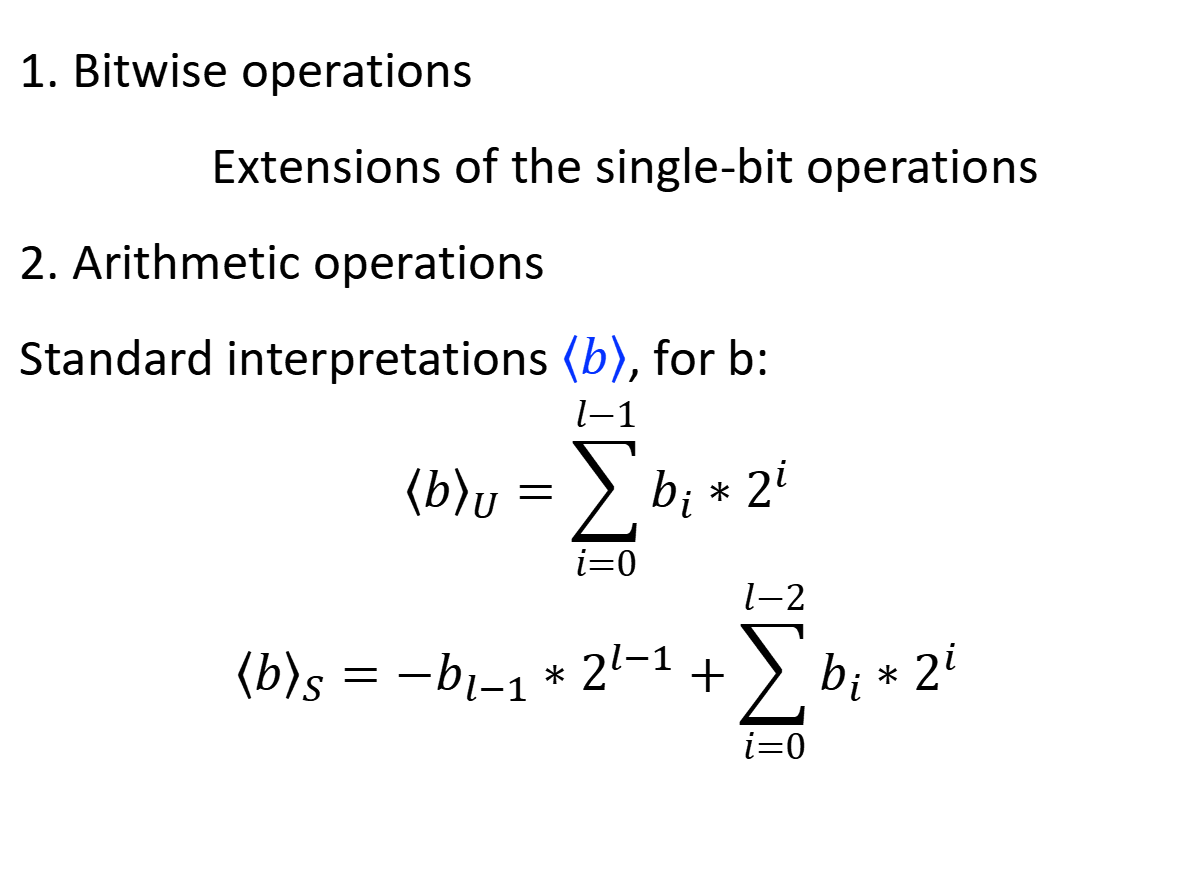 1. Bitwise operations
Extensions of the single-bit operations
2. Arithmetic operations
Standard interpretations ⟨b⟩, for b:
⟨b⟩_U = ∑_{i=0}^{l−1} b_i * 2^i
⟨b⟩_S = −b_{l−1} * 2^{l−1} + ∑_{i=0}^{l−2} b_i * 2^i